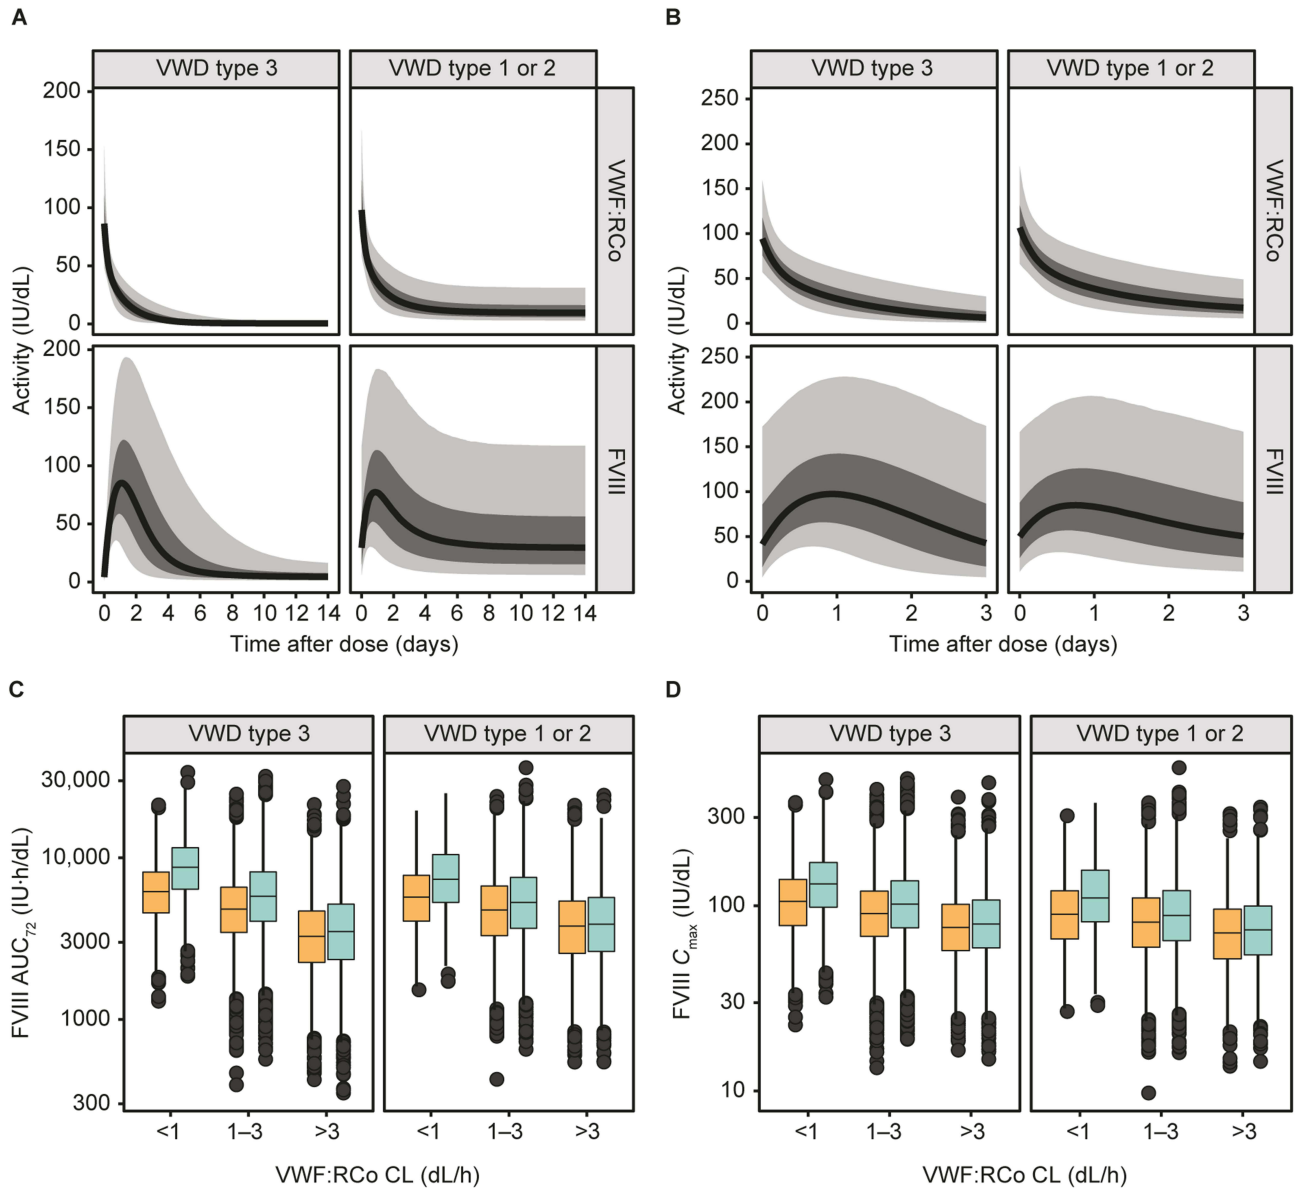 A
VWD type 3
VWD type 1 or 2
Activity (IU/dL)
200
150
100
50
0
VWF:RCo
200
150
100
50
0
FVIII
0 2 4 6 8 10 12 14
0 2 4 6 8 10 12 14
Time after dose (days)
B
VWD type 3
VWD type 1 or 2
Activity (IU/dL)
250
200
150
100
50
0
VWF:RCo
250
200
150
100
50
0
FVIII
0 1 2 3
0 1 2 3
Time after dose (days)
C
VWD type 3
VWD type 1 or 2
FVIII AUC72 (IU·h/dL)
30,000
10,000
3000
1000
300
<1 1–3 >3
<1 1–3 >3
VWF:RCo CL (dL/h)
D
VWD type 3
VWD type 1 or 2
FVIII Cmax (IU/dL)
300
100
30
10
<1 1–3 >3
<1 1–3 >3
VWF:RCo CL (dL/h)